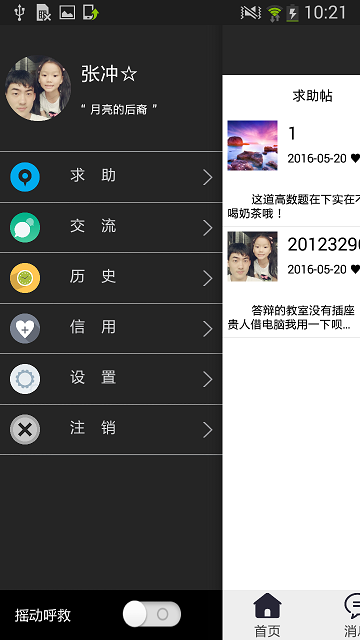 10:21
张冲☆
“ 月亮的后裔 ”
求 助
交 流
历 史
信 用
设 置
注 销
摇动呼救
求助帖
1
2016-05-20
这道高数题在下实在不
喝奶茶哦！
20123290
2016-05-20
答辩的教室没有插座
贵人借电脑我用一下呗...
首页